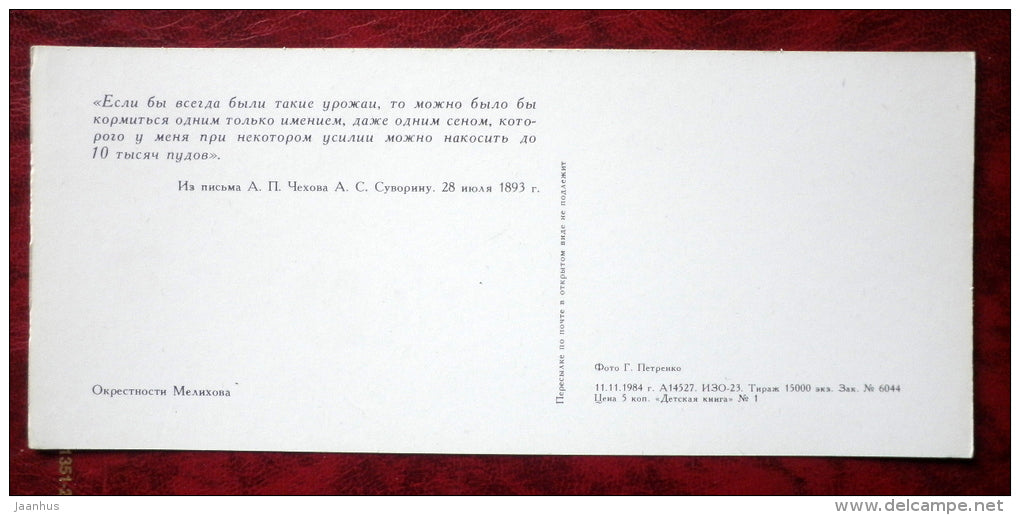 «Если бы всегда были такие урожаи, то можно было бы
кормиться одним только имением, даже одним сеном, кото-
рого у меня при некотором усилии можно накосить до
10 тысяч пудов».
Из письма А. П. Чехова А. С. Суворину. 28 июля 1893 г.
Окрестности Мелихова
Пересылке по почте в открытом виде не подлежит
Фото Г. Петренко
11.11.1984 г. А14527. ИЗО-23. Тираж 15000 экз. Зак. № 6044
Цена 5 коп. «Детская книга» № 1
1351-2
jaanhus
delcampe.net